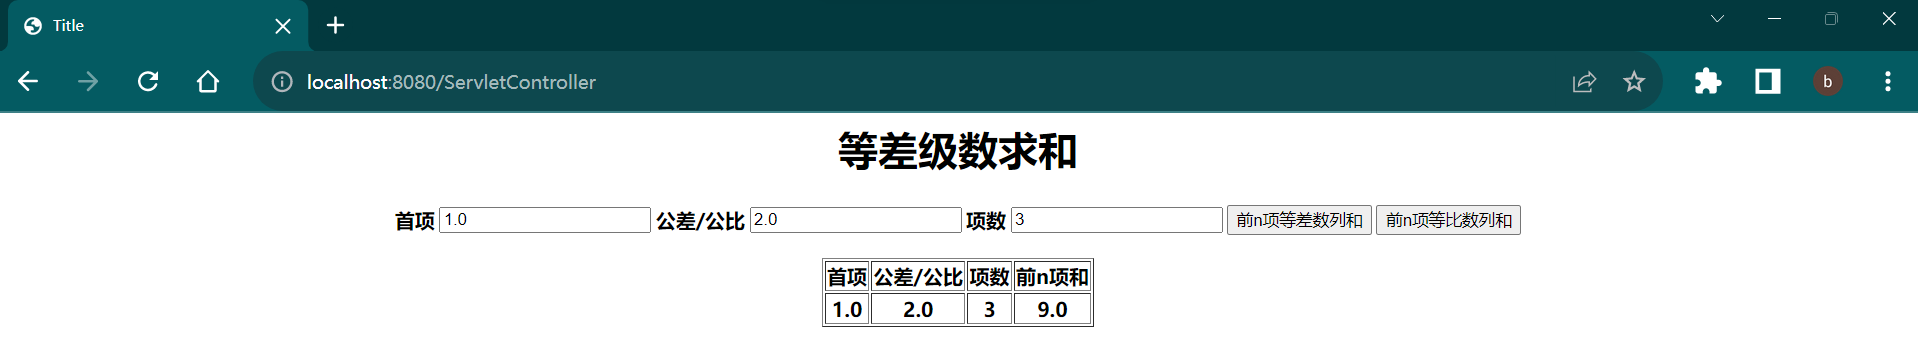 Title
localhost:8080/ServletController
b
等差级数求和
首项 1.0 公差/公比 2.0 项数 3 前n项等差数列和 前n项等比数列和
首项 公差/公比 项数 前n项和
1.0 2.0 3 9.0